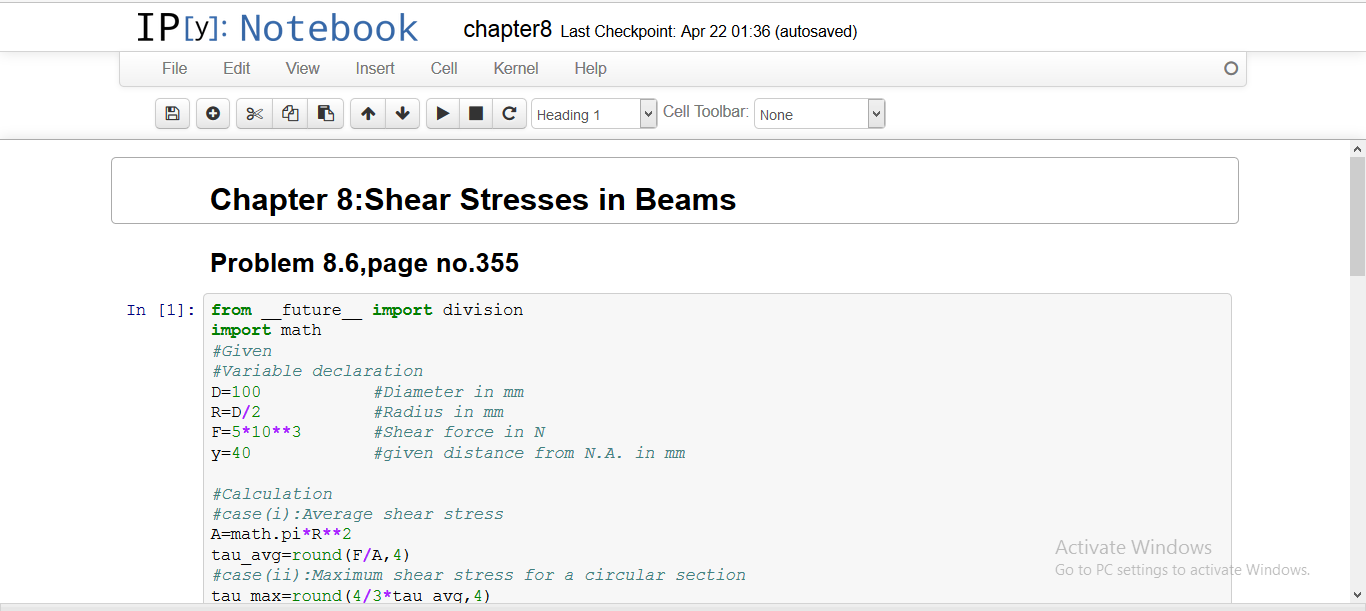 IP[y]: Notebook chapter8 Last Checkpoint: Apr 22 01:36 (autosaved)
File Edit View Insert Cell Kernel Help
Heading 1 Cell Toolbar: None
Chapter 8:Shear Stresses in Beams
Problem 8.6,page no.355
In [1]: from __future__ import division
import math
#Given
#Variable declaration
D=100 #Diameter in mm
R=D/2 #Radius in mm
F=5*10**3 #Shear force in N
y=40 #given distance from N.A. in mm
#Calculation
#case(i):Average shear stress
A=math.pi*R**2
tau_avg=round(F/A,4)
#case(ii):Maximum shear stress for a circular section
tau_max=round(4/3*tau_avg,4)
Activate Windows
Go to PC settings to activate Windows.